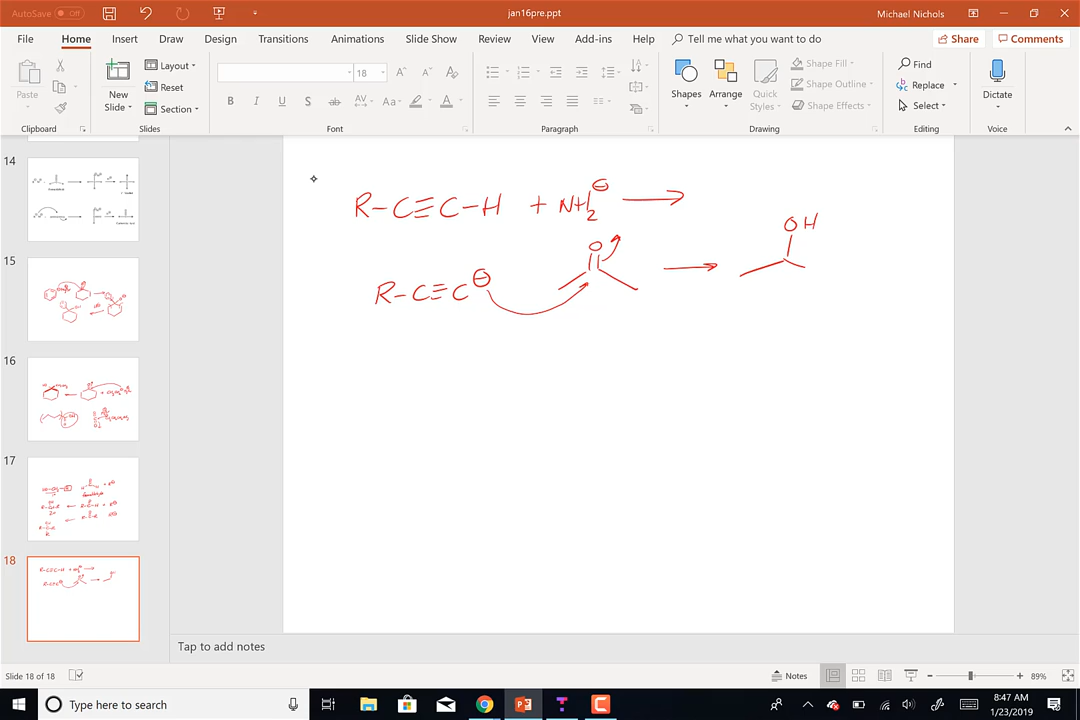 AutoSave Off jan16pre.ppt Michael Nichols
File Home Insert Draw Design Transitions Animations Slide Show Review View Add-ins Help Tell me what you want to do Share Comments
Paste New Slide Layout Reset Section 18 Shapes Arrange Quick Styles Shape Fill Shape Outline Shape Effects Find Replace Select Dictate
B I U S ab AV Aa A
Clipboard Slides Font Paragraph Drawing Editing Voice
14
15
16
17
18
R-C≡C-H + NH₂⊖ →
OH
O
R-C≡C⊖ →
Tap to add notes
Slide 18 of 18 Notes 89%
Type here to search 8:47 AM
1/23/2019